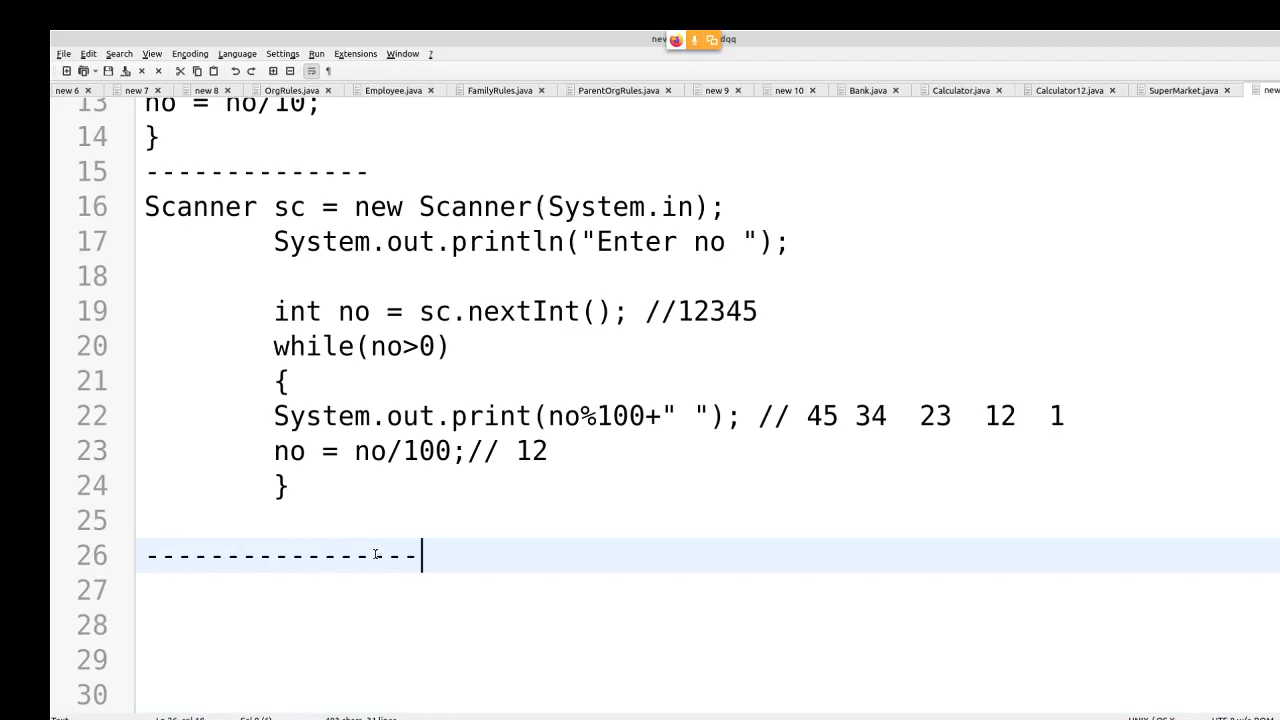 File Edit Search View Encoding Language Settings Run Extensions Window ?
new 6 new 7 new 8 OrgRules.java Employee.java FamilyRules.java ParentOrgRules.java new 9 new 10 Bank.java Calculator.java Calculator12.java SuperMarket.java new
13 no = no/10;
14 }
15 --------------
16 Scanner sc = new Scanner(System.in);
17 System.out.println("Enter no ");
18
19 int no = sc.nextInt(); //12345
20 while(no>0)
21 {
22 System.out.print(no%100+" "); // 45 34  23  12  1
23 no = no/100;// 12
24 }
25
26 -----------------
27
28
29
30